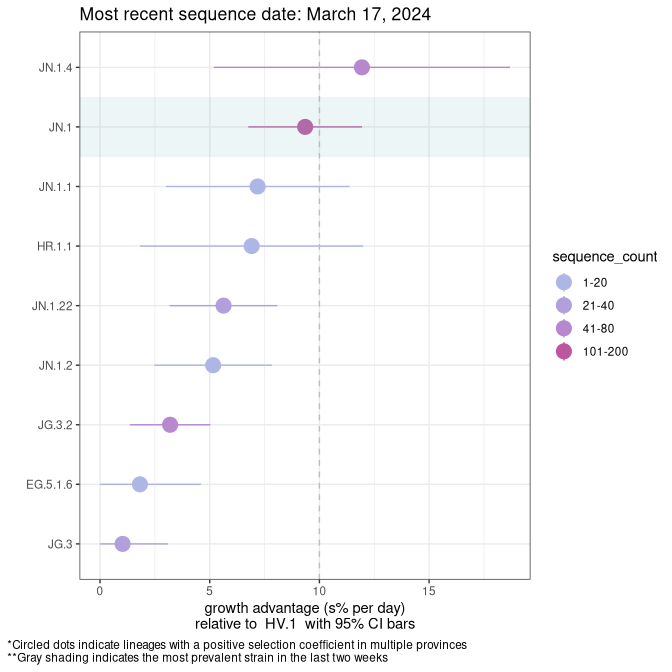 Most recent sequence date: March 17, 2024
JN.1.4
JN.1
JN.1.1
HR.1.1
JN.1.22
JN.1.2
JG.3.2
EG.5.1.6
JG.3
0 5 10 15
growth advantage (s% per day)
relative to HV.1 with 95% CI bars
sequence_count
1-20
21-40
41-80
101-200
*Circled dots indicate lineages with a positive selection coefficient in multiple provinces
**Gray shading indicates the most prevalent strain in the last two weeks